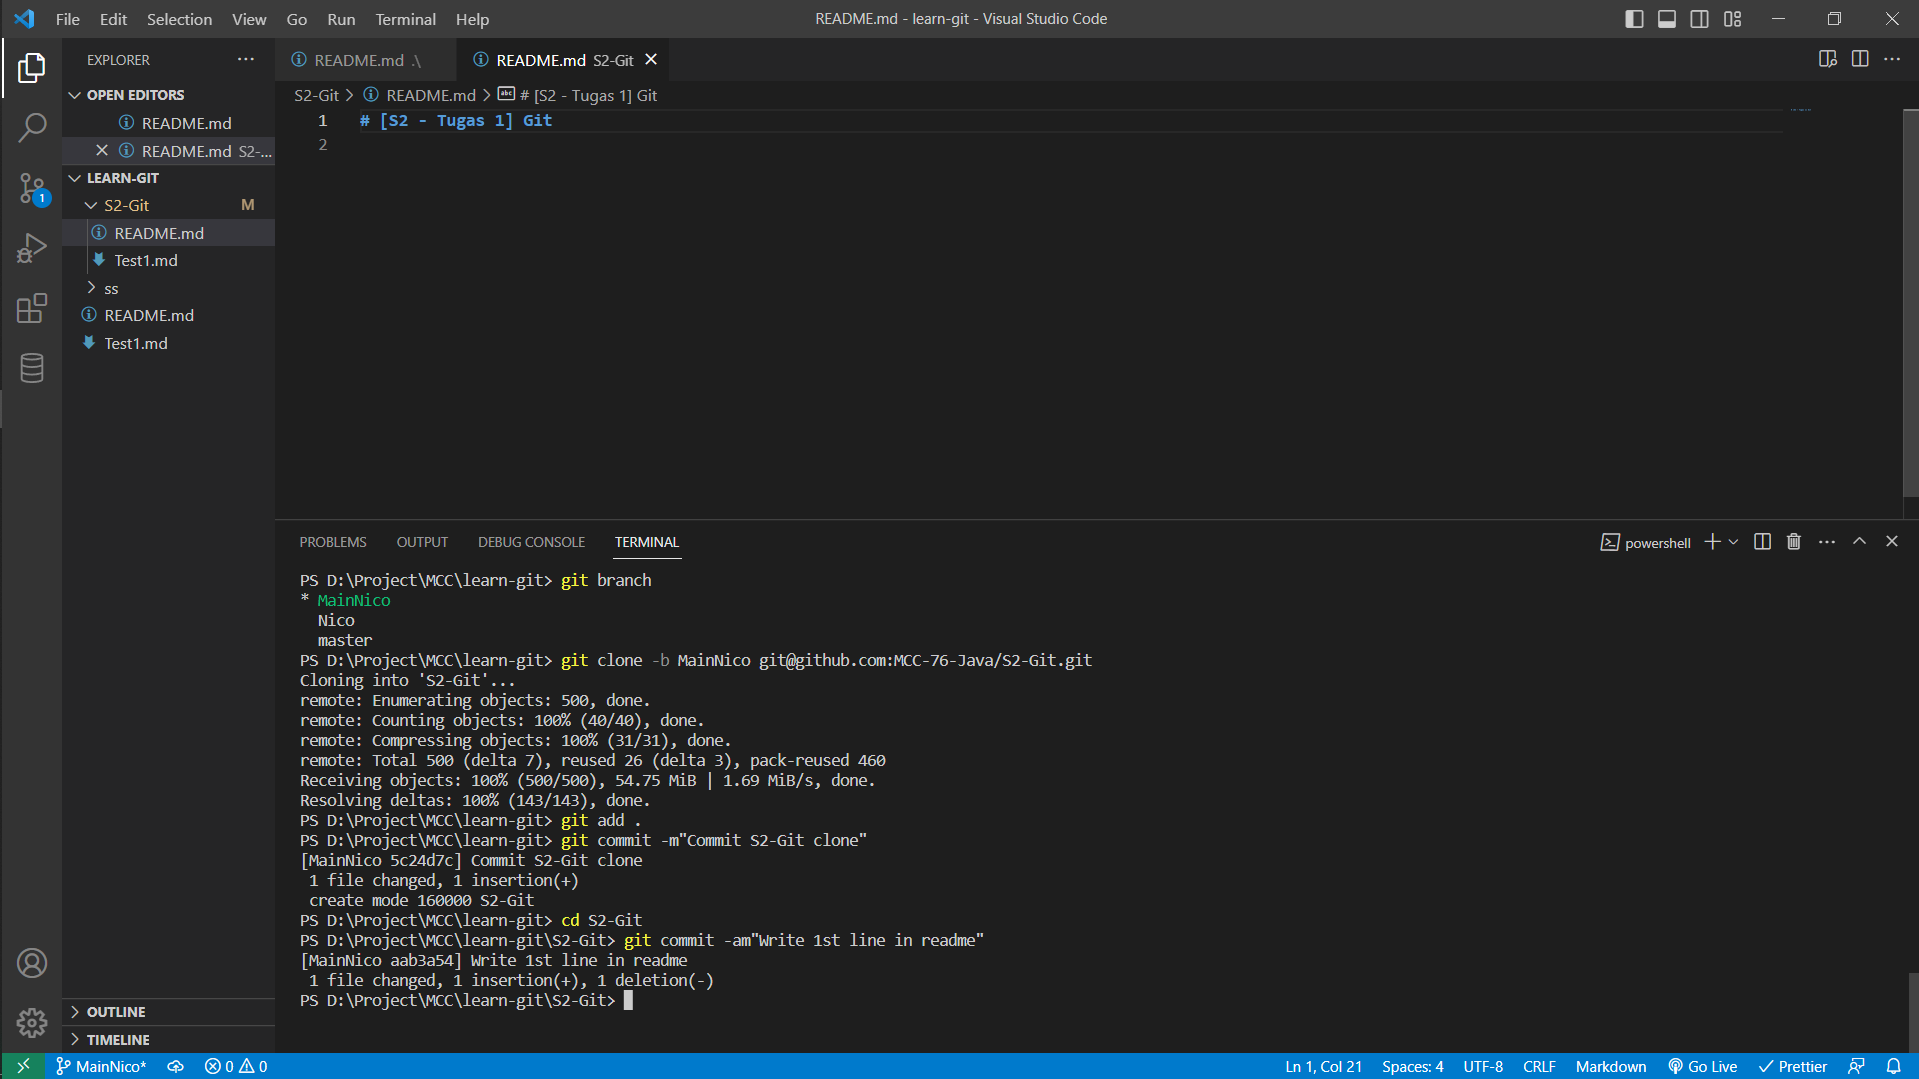 File Edit Selection View Go Run Terminal Help
README.md - learn-git - Visual Studio Code
EXPLORER
OPEN EDITORS
README.md
README.md S2-...
LEARN-GIT
S2-Git M
README.md
Test1.md
ss
README.md
Test1.md
OUTLINE
TIMELINE
1
README.md .\
README.md S2-Git
S2-Git > README.md > # [S2 - Tugas 1] Git
1 # [S2 - Tugas 1] Git
2
PROBLEMS OUTPUT DEBUG CONSOLE TERMINAL
powershell
PS D:\Project\MCC\learn-git> git branch
* MainNico
Nico
master
PS D:\Project\MCC\learn-git> git clone -b MainNico git@github.com:MCC-76-Java/S2-Git.git
Cloning into 'S2-Git'...
remote: Enumerating objects: 500, done.
remote: Counting objects: 100% (40/40), done.
remote: Compressing objects: 100% (31/31), done.
remote: Total 500 (delta 7), reused 26 (delta 3), pack-reused 460
Receiving objects: 100% (500/500), 54.75 MiB | 1.69 MiB/s, done.
Resolving deltas: 100% (143/143), done.
PS D:\Project\MCC\learn-git> git add .
PS D:\Project\MCC\learn-git> git commit -m"Commit S2-Git clone"
[MainNico 5c24d7c] Commit S2-Git clone
1 file changed, 1 insertion(+)
create mode 160000 S2-Git
PS D:\Project\MCC\learn-git> cd S2-Git
PS D:\Project\MCC\learn-git\S2-Git> git commit -am"Write 1st line in readme"
[MainNico aab3a54] Write 1st line in readme
1 file changed, 1 insertion(+), 1 deletion(-)
PS D:\Project\MCC\learn-git\S2-Git>
MainNico* 0 0
Ln 1, Col 21 Spaces: 4 UTF-8 CRLF Markdown Go Live Prettier